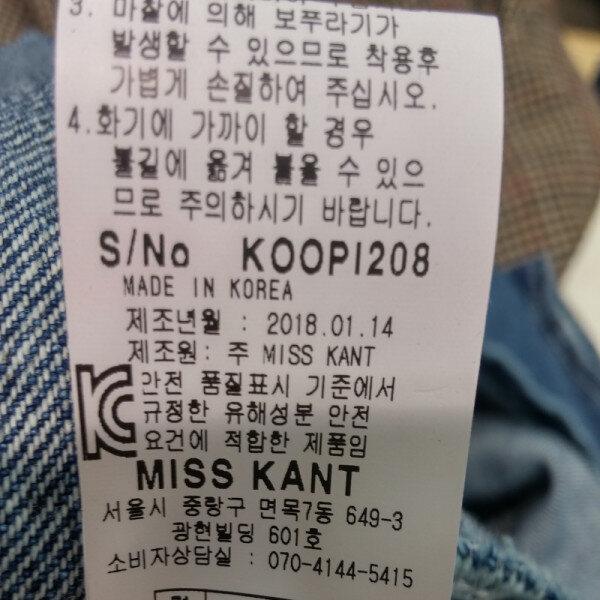 3. 마찰에 의해 보푸라기가
발생할 수 있으므로 착용후
가볍게 손질하여 주십시오.
4.화기에 가까이 할 경우
불길에 옮겨 붙을 수 있으
므로 주의하시기 바랍니다.
S/No KOOPI208
MADE IN KOREA
제조년월 : 2018.01.14
제조원: 주 MISS KANT
안전 품질표시 기준에서
규정한 유해성분 안전
요건에 적합한 제품임
MISS KANT
서울시 중랑구 면목7동 649-3
광현빌딩 601호
소비자상담실 : 070-4144-5415